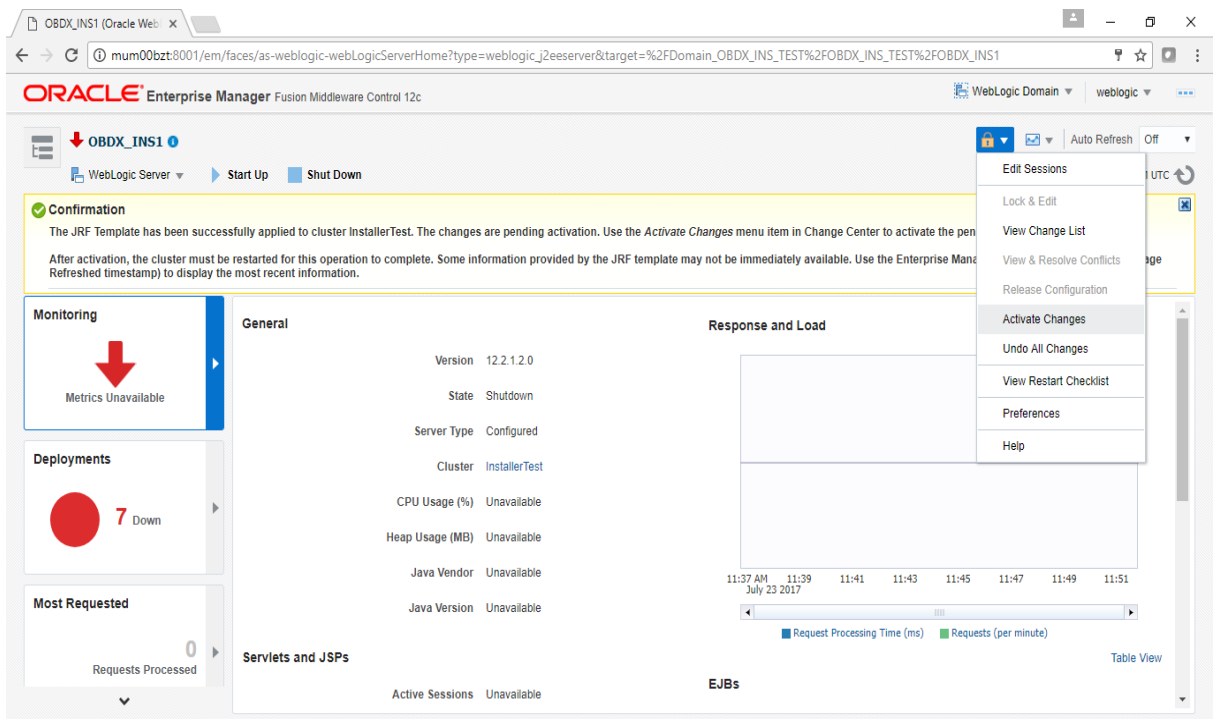 OBDX_INS1 (Oracle Web
mum00bzt:8001/em/faces/as-weblogic-webLogicServerHome?type=weblogic_j2eeserver&target=%2FDomain_OBDX_INS_TEST%2FOBDX_INS_TEST%2FOBDX_INS1
ORACLE Enterprise Manager Fusion Middleware Control 12c
WebLogic Domain
weblogic
OBDX_INS1
Auto Refresh Off
WebLogic Server
Start Up
Shut Down
UTC
Edit Sessions
Lock & Edit
View Change List
View & Resolve Conflicts
Release Configuration
Activate Changes
Undo All Changes
View Restart Checklist
Preferences
Help
Confirmation
The JRF Template has been successfully applied to cluster InstallerTest. The changes are pending activation. Use the Activate Changes menu item in Change Center to activate the pen
After activation, the cluster must be restarted for this operation to complete. Some information provided by the JRF template may not be immediately available. Use the Enterprise Mana
age
Refreshed timestamp) to display the most recent information.
Monitoring
Metrics Unavailable
Deployments
7 Down
Most Requested
0
Requests Processed
General
Version 12.2.1.2.0
State Shutdown
Server Type Configured
Cluster InstallerTest
CPU Usage (%) Unavailable
Heap Usage (MB) Unavailable
Java Vendor Unavailable
Java Version Unavailable
Servlets and JSPs
Active Sessions Unavailable
Response and Load
11:37 AM 11:39 11:41 11:43 11:45 11:47 11:49 11:51
July 23 2017
Request Processing Time (ms) Requests (per minute)
Table View
EJBs